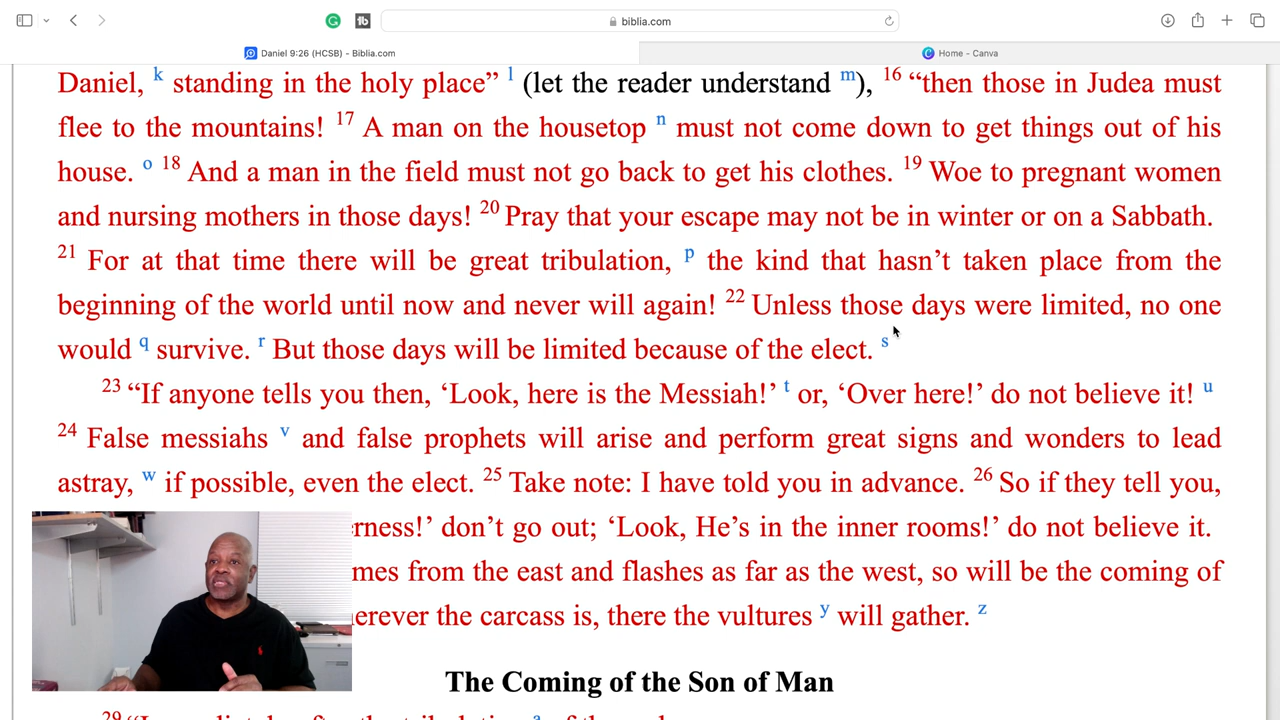 biblia.com
Daniel 9:26 (HCSB) - Biblia.com
Home - Canva
Daniel, k standing in the holy place” l (let the reader understand m), 16 “then those in Judea must
flee to the mountains! 17 A man on the housetop n must not come down to get things out of his
house. o 18 And a man in the field must not go back to get his clothes. 19 Woe to pregnant women
and nursing mothers in those days! 20 Pray that your escape may not be in winter or on a Sabbath.
21 For at that time there will be great tribulation, p the kind that hasn’t taken place from the
beginning of the world until now and never will again! 22 Unless those days were limited, no one
would q survive. r But those days will be limited because of the elect. s
23 “If anyone tells you then, ‘Look, here is the Messiah!’ t or, ‘Over here!’ do not believe it! u
24 False messiahs v and false prophets will arise and perform great signs and wonders to lead
astray, w if possible, even the elect. 25 Take note: I have told you in advance. 26 So if they tell you,
erness!’ don’t go out; ‘Look, He’s in the inner rooms!’ do not believe it.
mes from the east and flashes as far as the west, so will be the coming of
erever the carcass is, there the vultures y will gather. z
The Coming of the Son of Man
29